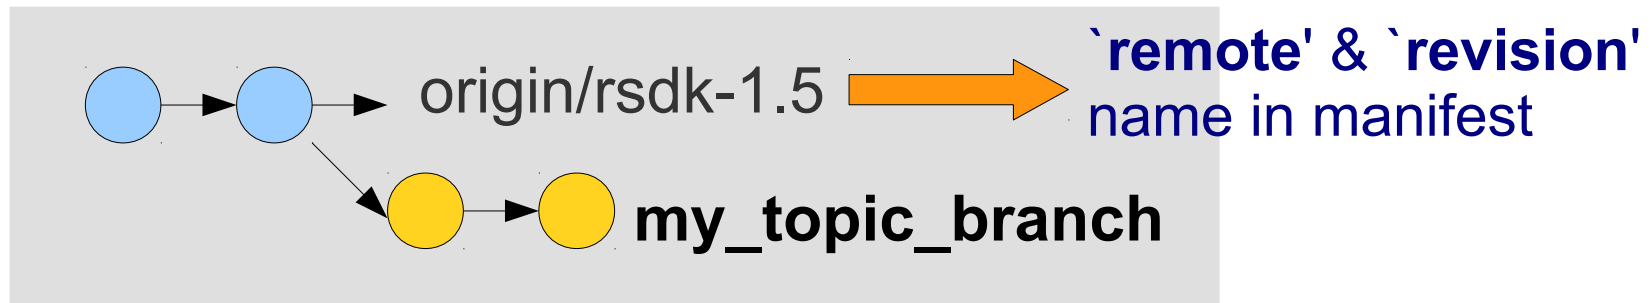 origin/rsdk-1.5
`remote' & `revision'
name in manifest
my_topic_branch